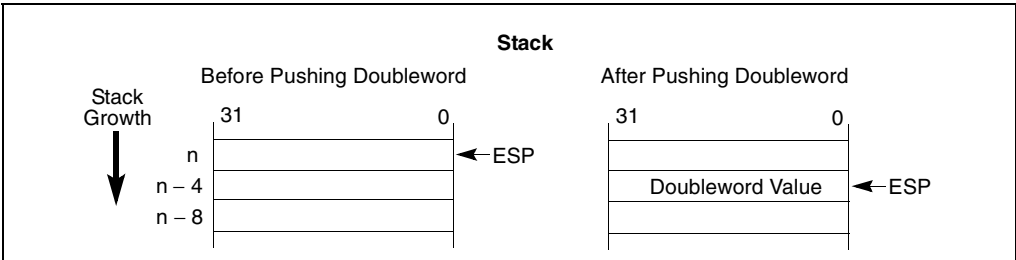 Stack
Before Pushing Doubleword
After Pushing Doubleword
Stack
Growth
31 0
31 0
n
ESP
n − 4
Doubleword Value
ESP
n − 8